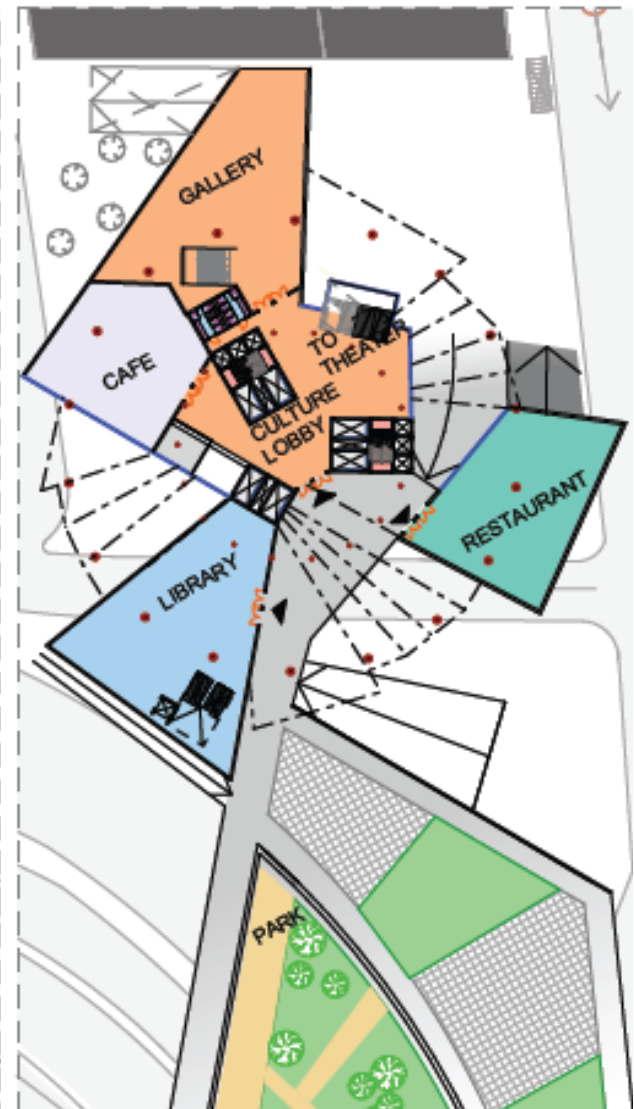 GALLERY
CAFE
TO
THEATER
CULTURE
LOBBY
RESTAURANT
LIBRARY
PARK